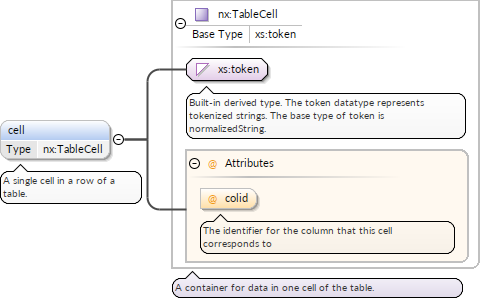 nx:TableCell
Base Type xs:token
xs:token
Built-in derived type. The token datatype represents
tokenized strings. The base type of token is
normalizedString.
cell
Type nx:TableCell
A single cell in a row of a
table.
@ Attributes
@ colid
The identifier for the column that this cell
corresponds to
A container for data in one cell of the table.